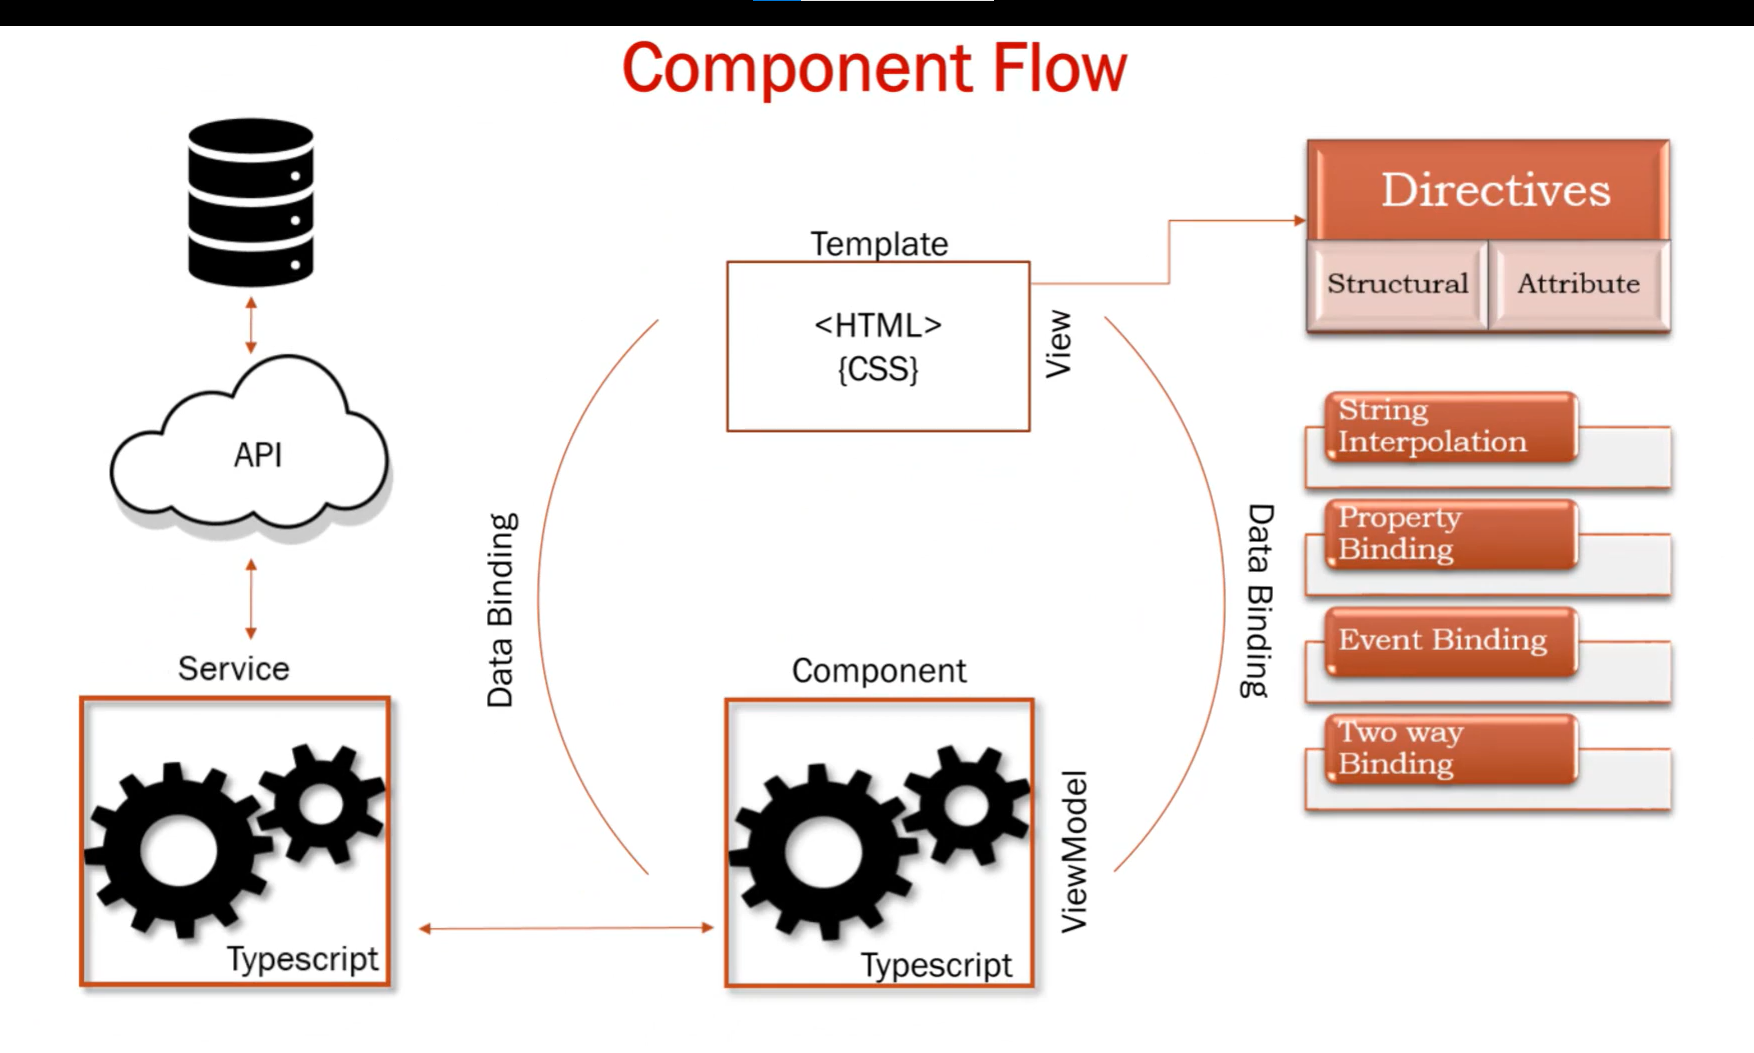 Component Flow
API
Service
Typescript
Data Binding
Template
<HTML>
{CSS}
View
Component
Typescript
ViewModel
Data Binding
Directives
Structural
Attribute
String
Interpolation
Property
Binding
Event Binding
Two way
Binding